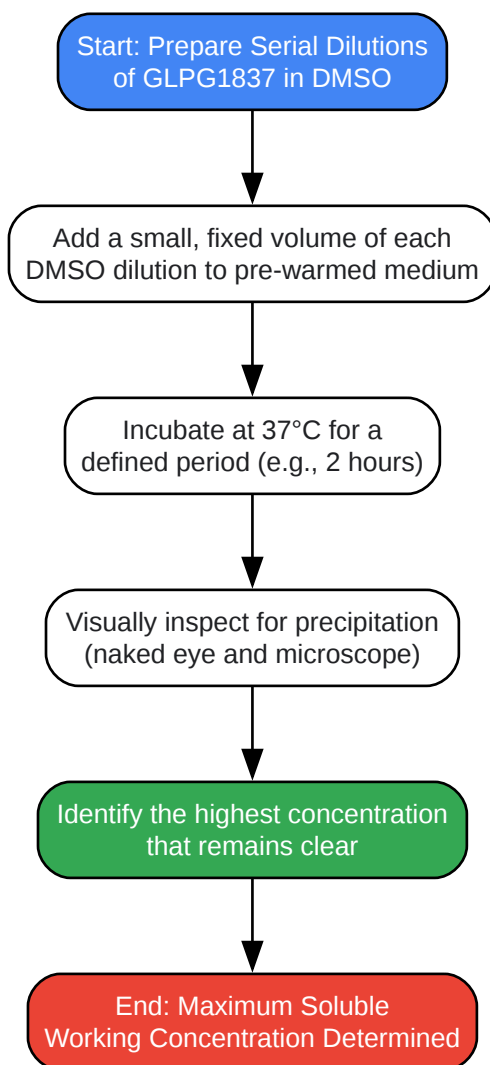 Start: Prepare Serial Dilutions
of GLPG1837 in DMSO
Add a small, fixed volume of each
DMSO dilution to pre-warmed medium
Incubate at 37°C for a
defined period (e.g., 2 hours)
Visually inspect for precipitation
(naked eye and microscope)
Identify the highest concentration
that remains clear
End: Maximum Soluble
Working Concentration Determined